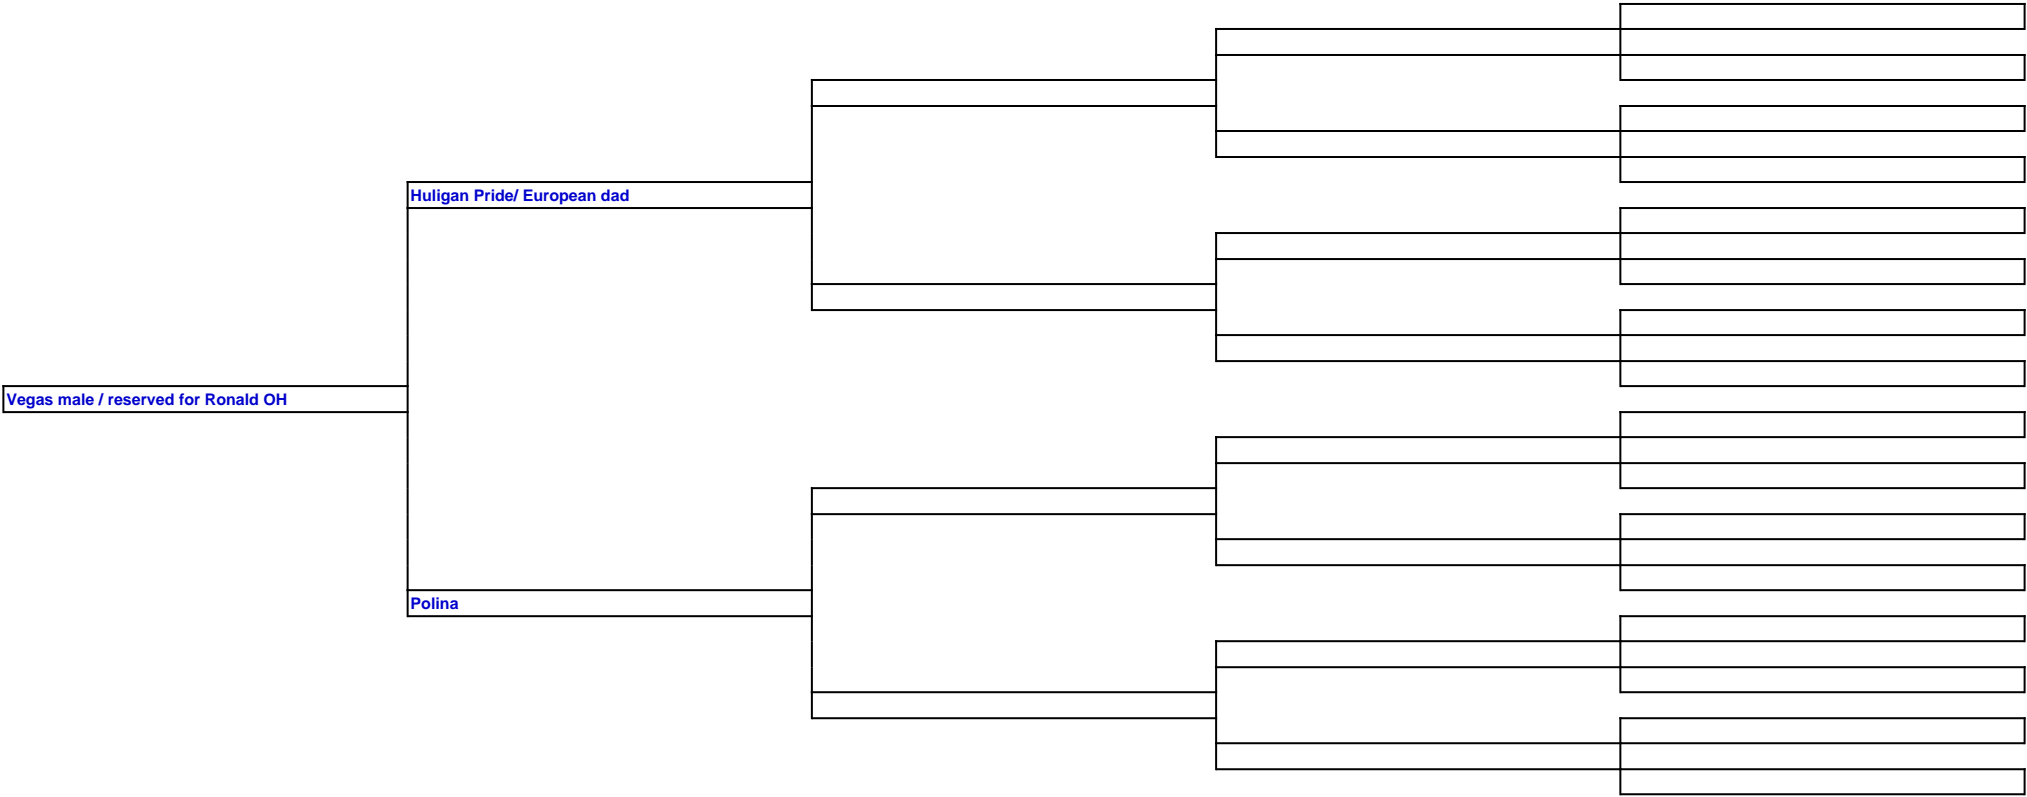 Huligan Pride/ European dad
Vegas male / reserved for Ronald OH
Polina